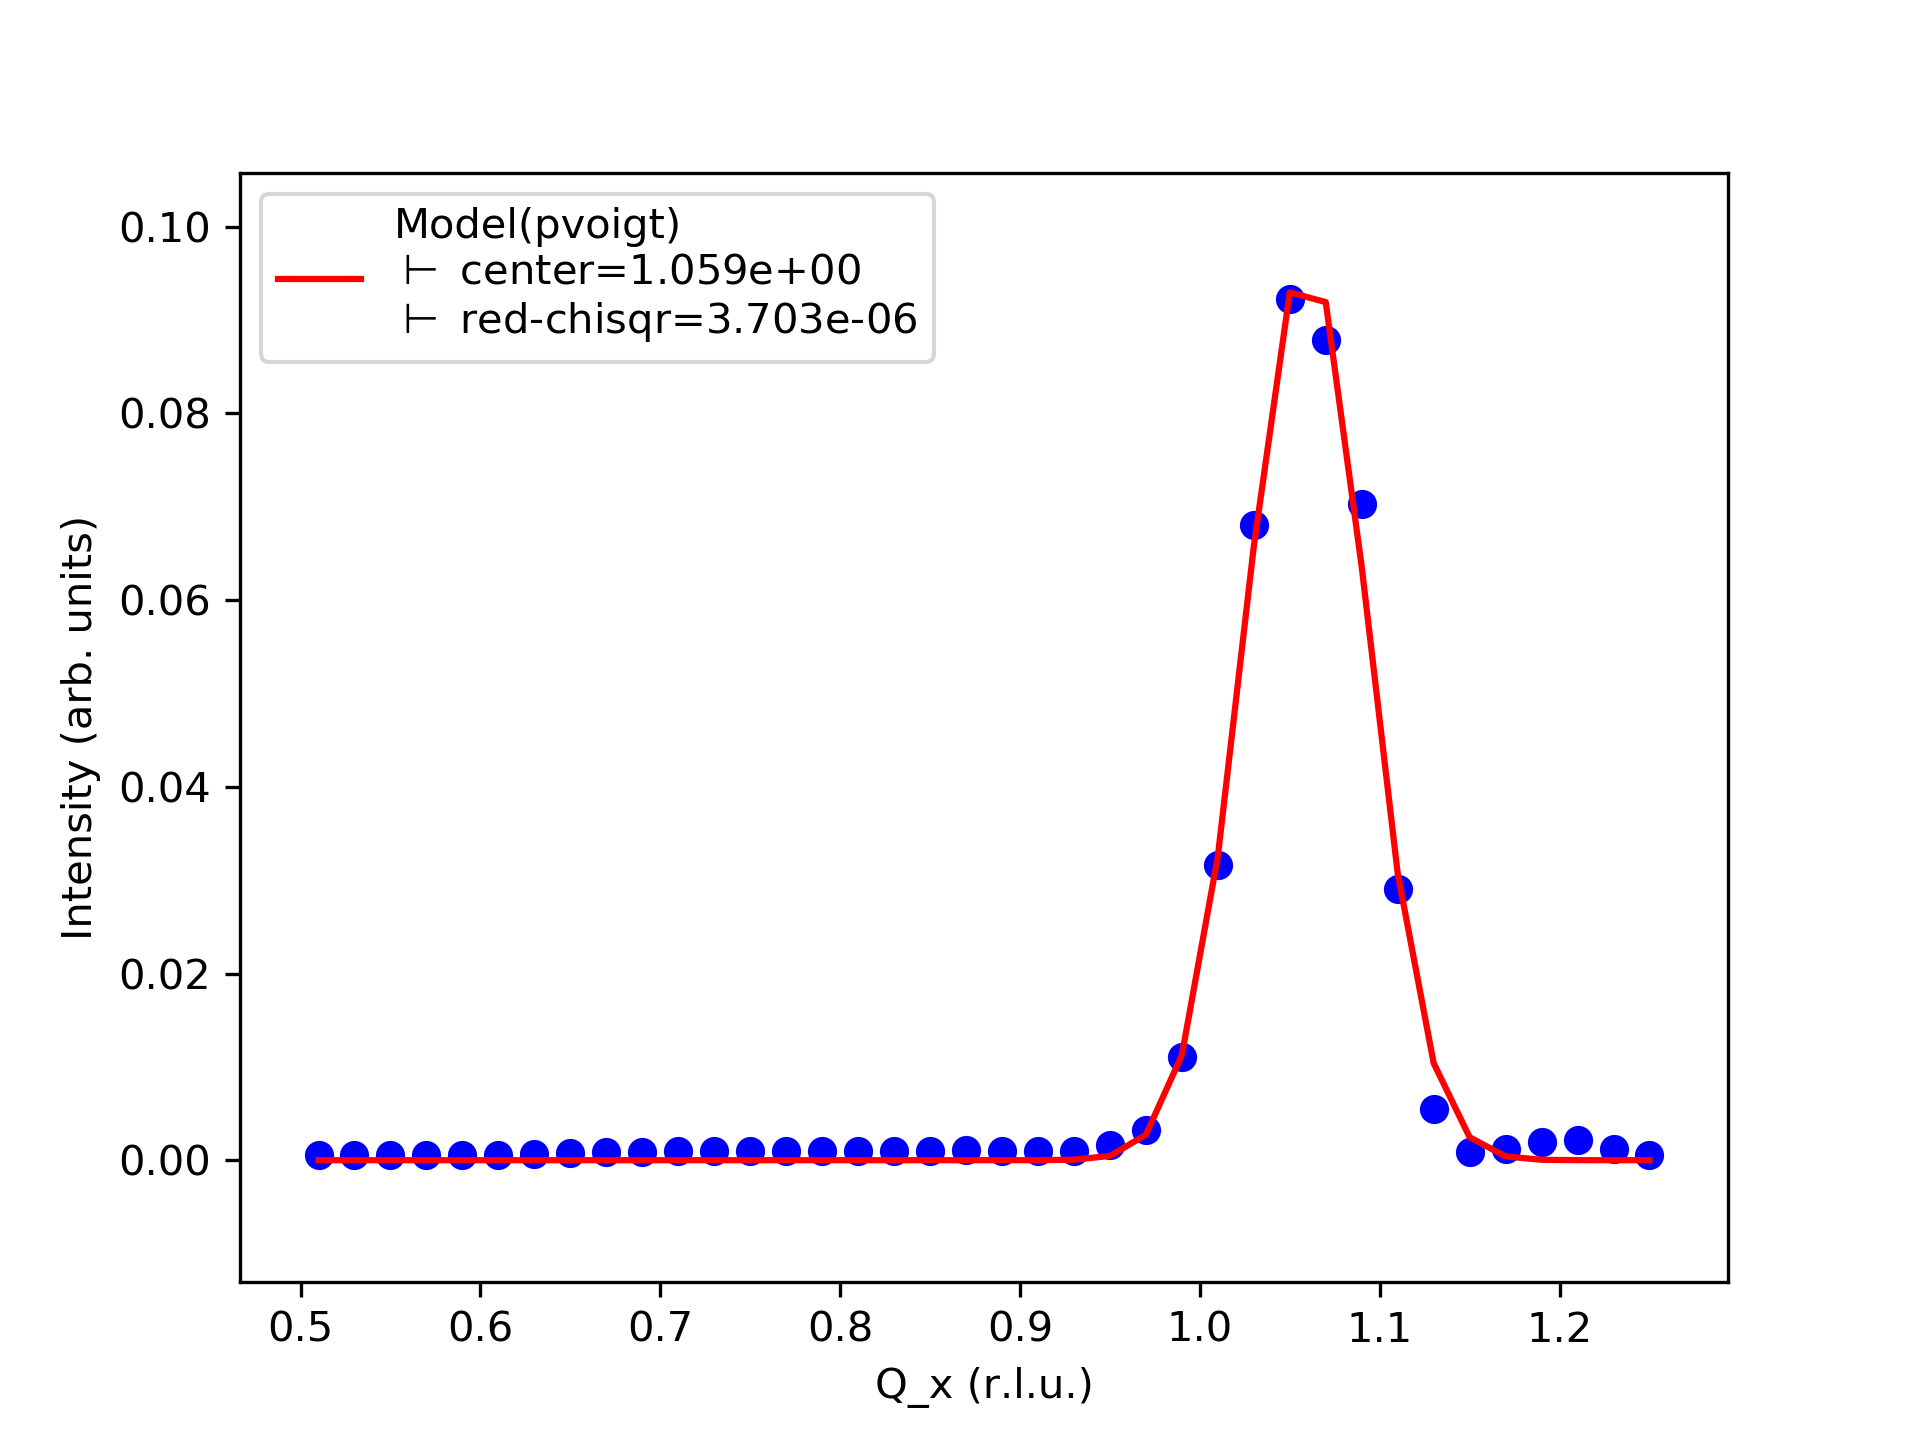 Model(pvoigt)
⊢ center=1.059e+00
⊢ red-chisqr=3.703e-06
0.10
0.08
0.06
0.04
0.02
0.00
Intensity (arb. units)
0.5 0.6 0.7 0.8 0.9 1.0 1.1 1.2
Q_x (r.l.u.)